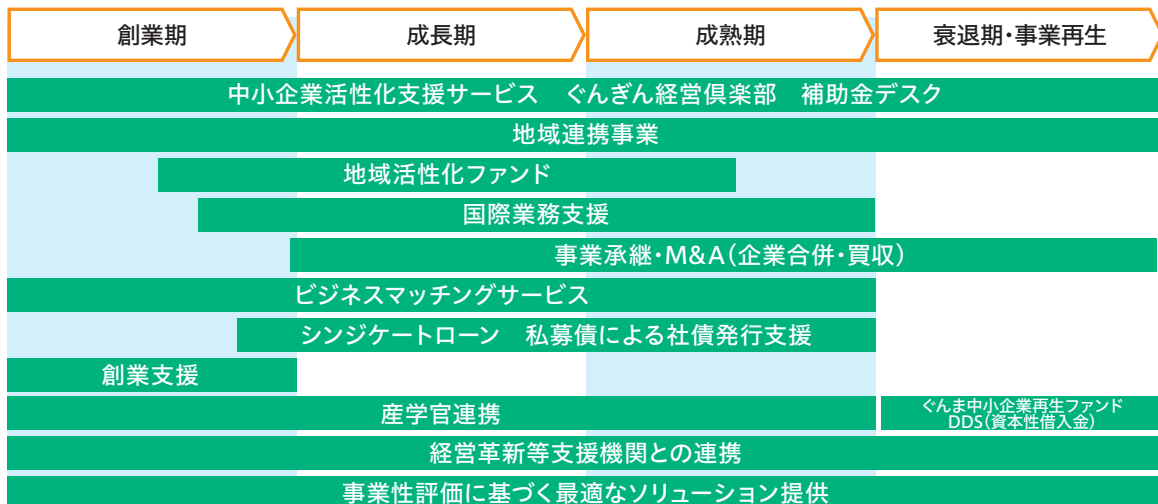 創業期
成長期
成熟期
衰退期・事業再生
中小企業活性化支援サービス　ぐんぎん経営倶楽部　補助金デスク
地域連携事業
地域活性化ファンド
国際業務支援
事業承継・M&A（企業合併・買収）
ビジネスマッチングサービス
シンジケートローン　私募債による社債発行支援
創業支援
産学官連携
ぐんま中小企業再生ファンド
DDS（資本性借入金）
経営革新等支援機関との連携
事業性評価に基づく最適なソリューション提供